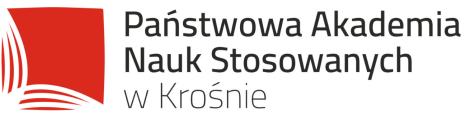 Państwowa Akademia
Nauk Stosowanych
w Krośnie